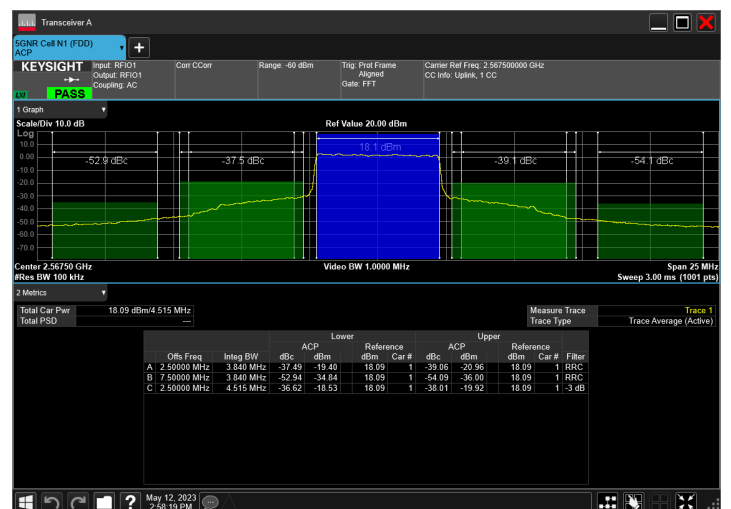 Transceiver A
5GNR Cell N1 (FDD)
ACP
+
KEYSIGHT
LXI
PASS
Input: RFIO1
Output: RFIO1
Coupling: AC
Corr CCorr
Range: -60 dBm
Trig: Prot Frame
Aligned
Gate: FFT
Carrier Ref Freq: 2.567500000 GHz
CC Info: Uplink, 1 CC
1 Graph
Scale/Div 10.0 dB
Ref Value 20.00 dBm
Log
10.0
0.00
-10.0
-20.0
-30.0
-40.0
-50.0
-60.0
-70.0
-52.9 dBc
-37.5 dBc
18.1 dBm
-39.1 dBc
-54.1 dBc
Center 2.56750 GHz
#Res BW 100 kHz
Video BW 1.0000 MHz
Span 25 MHz
Sweep 3.00 ms (1001 pts)
2 Metrics
Total Car Pwr 18.09 dBm/4.515 MHz
Total PSD ---
Measure Trace Trace 1
Trace Type Trace Average (Active)
Lower Upper
ACP Reference ACP Reference
Offs Freq Integ BW dBc dBm dBm Car # dBc dBm dBm Car # Filter
A 2.50000 MHz 3.840 MHz -37.49 -19.40 18.09 1 -39.06 -20.96 18.09 1 RRC
B 7.50000 MHz 3.840 MHz -52.94 -34.84 18.09 1 -54.09 -36.00 18.09 1 RRC
C 2.50000 MHz 4.515 MHz -36.62 -18.53 18.09 1 -38.01 -19.92 18.09 1 -3 dB
?
May 12, 2023
2:58:19 PM